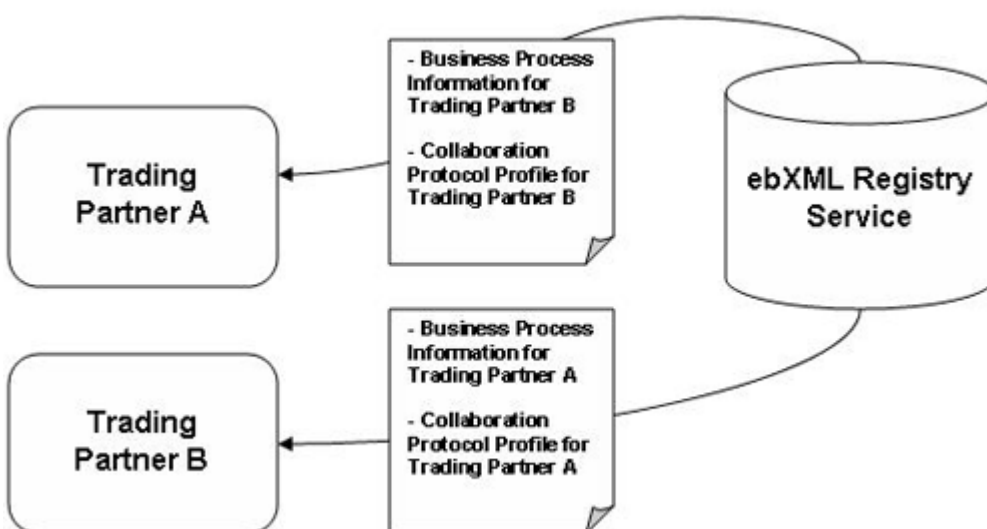 - Business Process
Information for
Trading Partner B
- Collaboration
Protocol Profile for
Trading Partner B
Trading
Partner A
ebXML Registry
Service
- Business Process
Information for
Trading Partner A
- Collaboration
Protocol Profile for
Trading Partner A
Trading
Partner B